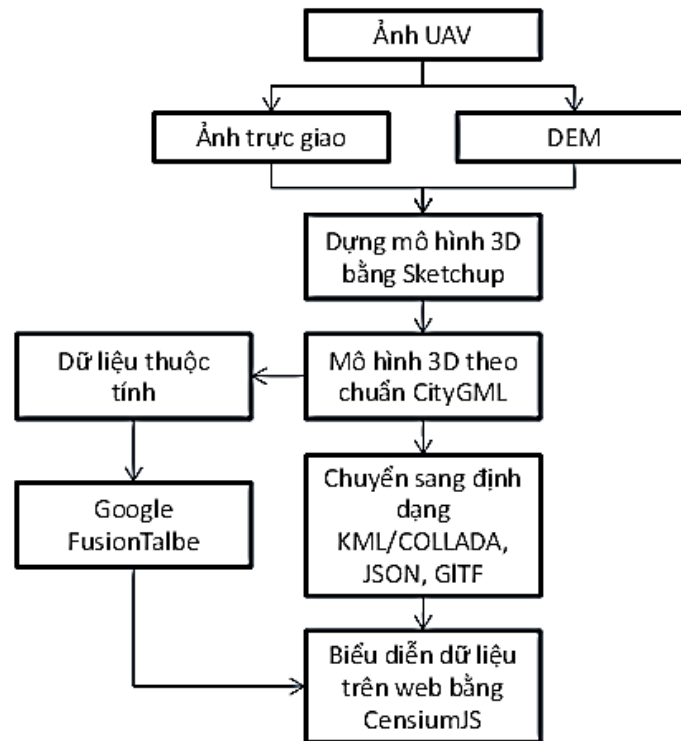 Ảnh UAV
Ảnh trực giao
DEM
Dựng mô hình 3D
bằng Sketchup
Dữ liệu thuộc
tính
Mô hình 3D theo
chuẩn CityGML
Google
FusionTalbe
Chuyển sang định
dạng
KML/COLLADA,
JSON, GlTF
Biểu diễn dữ liệu
trên web bằng
CensiumJS